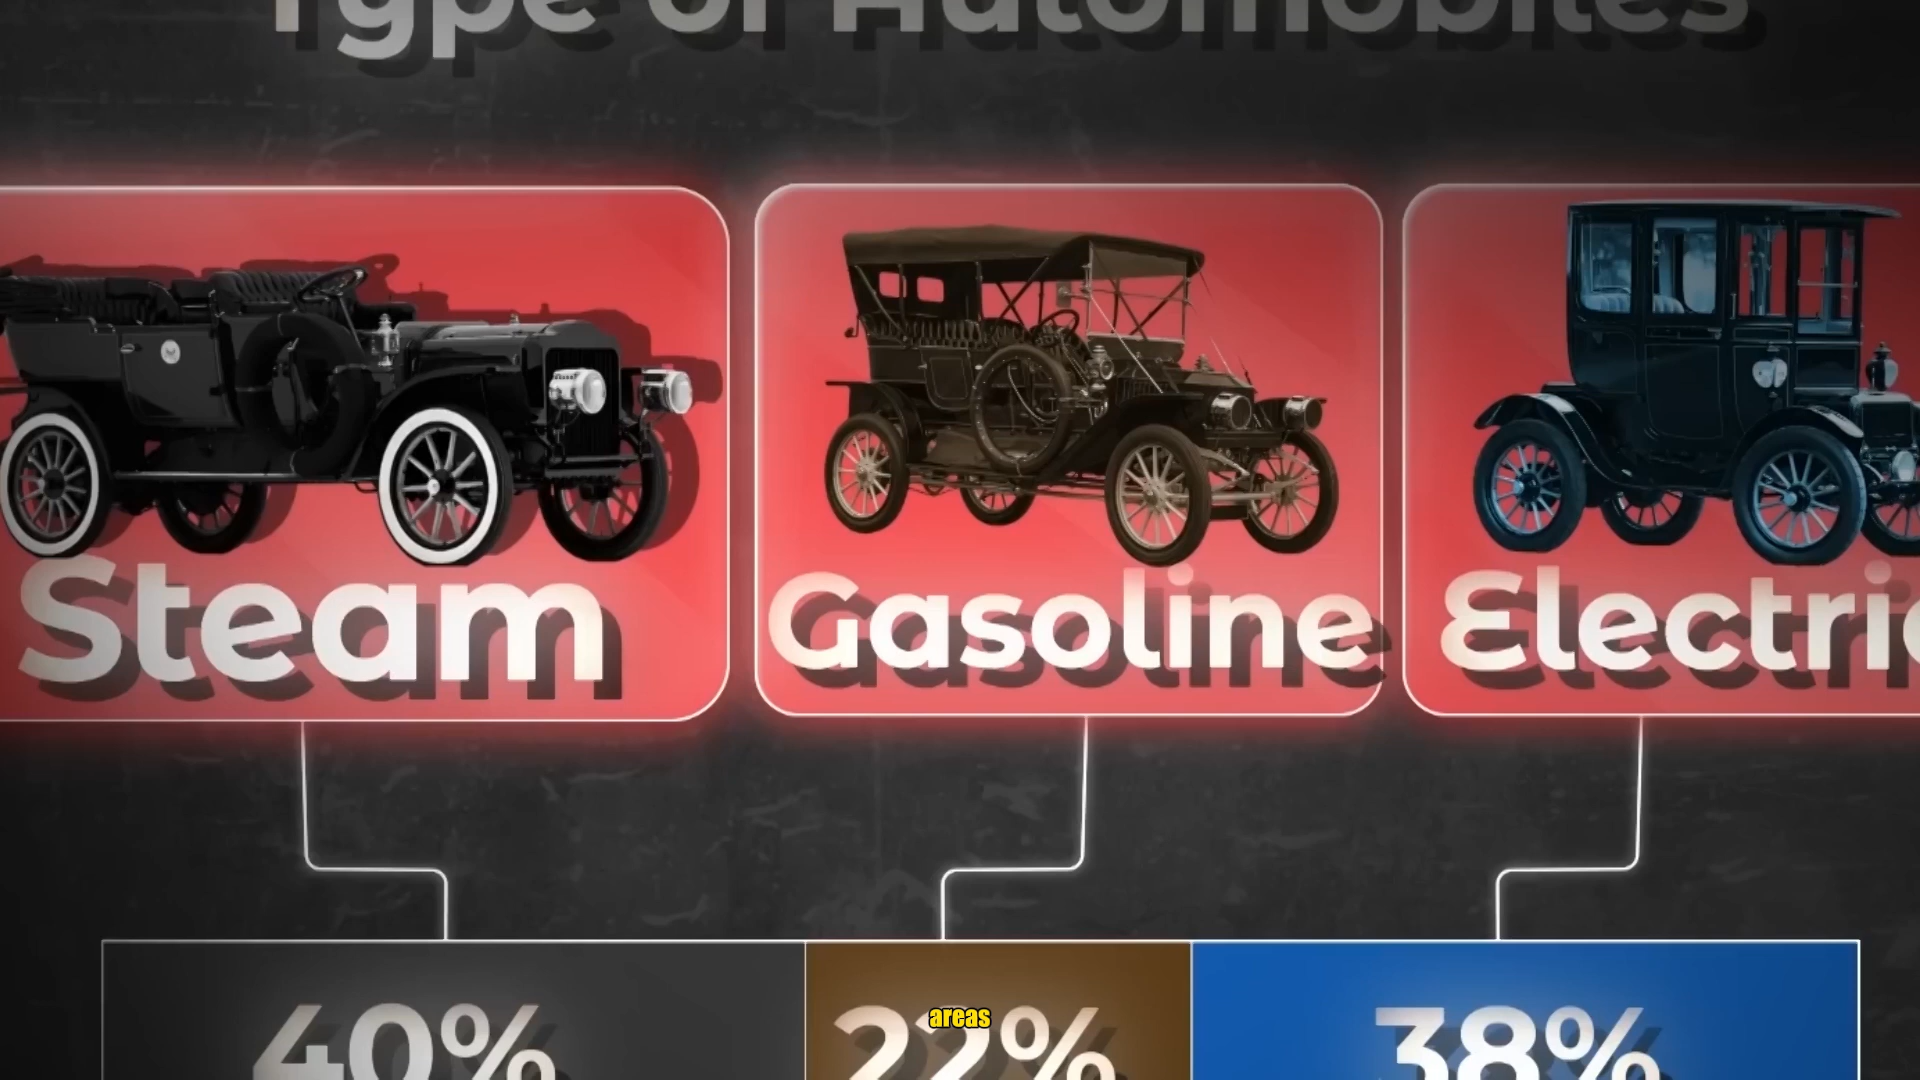 Type of Automobiles
Steam
Gasoline
Electric
40%
22%
38%
areas